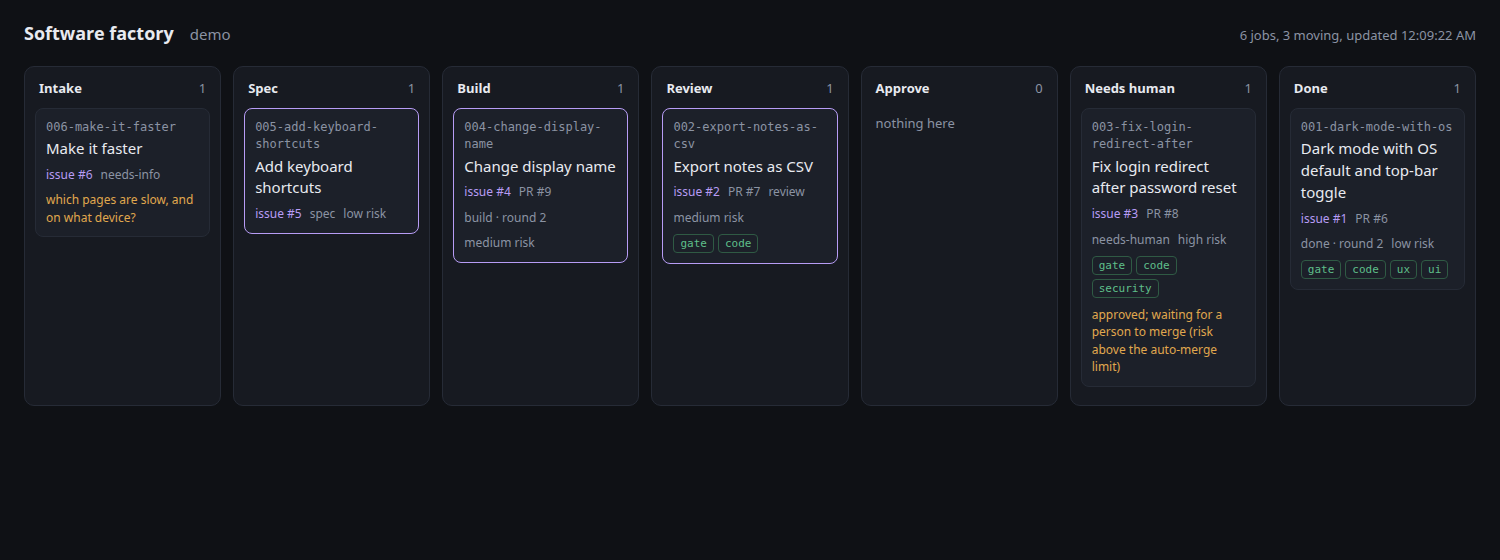 Software factory demo
6 jobs, 3 moving, updated 12:09:22 AM
Intake 1
006-make-it-faster
Make it faster
issue #6 needs-info
which pages are slow, and
on what device?
Spec 1
005-add-keyboard-
shortcuts
Add keyboard
shortcuts
issue #5 spec low risk
Build 1
004-change-display-
name
Change display name
issue #4 PR #9
build · round 2
medium risk
Review 1
002-export-notes-as-
csv
Export notes as CSV
issue #2 PR #7 review
medium risk
gate code
Approve 0
nothing here
Needs human 1
003-fix-login-
redirect-after
Fix login redirect
after password reset
issue #3 PR #8
needs-human high risk
gate code
security
approved; waiting for a
person to merge (risk
above the auto-merge
limit)
Done 1
001-dark-mode-with-os
Dark mode with OS
default and top-bar
toggle
issue #1 PR #6
done · round 2 low risk
gate code ux ui